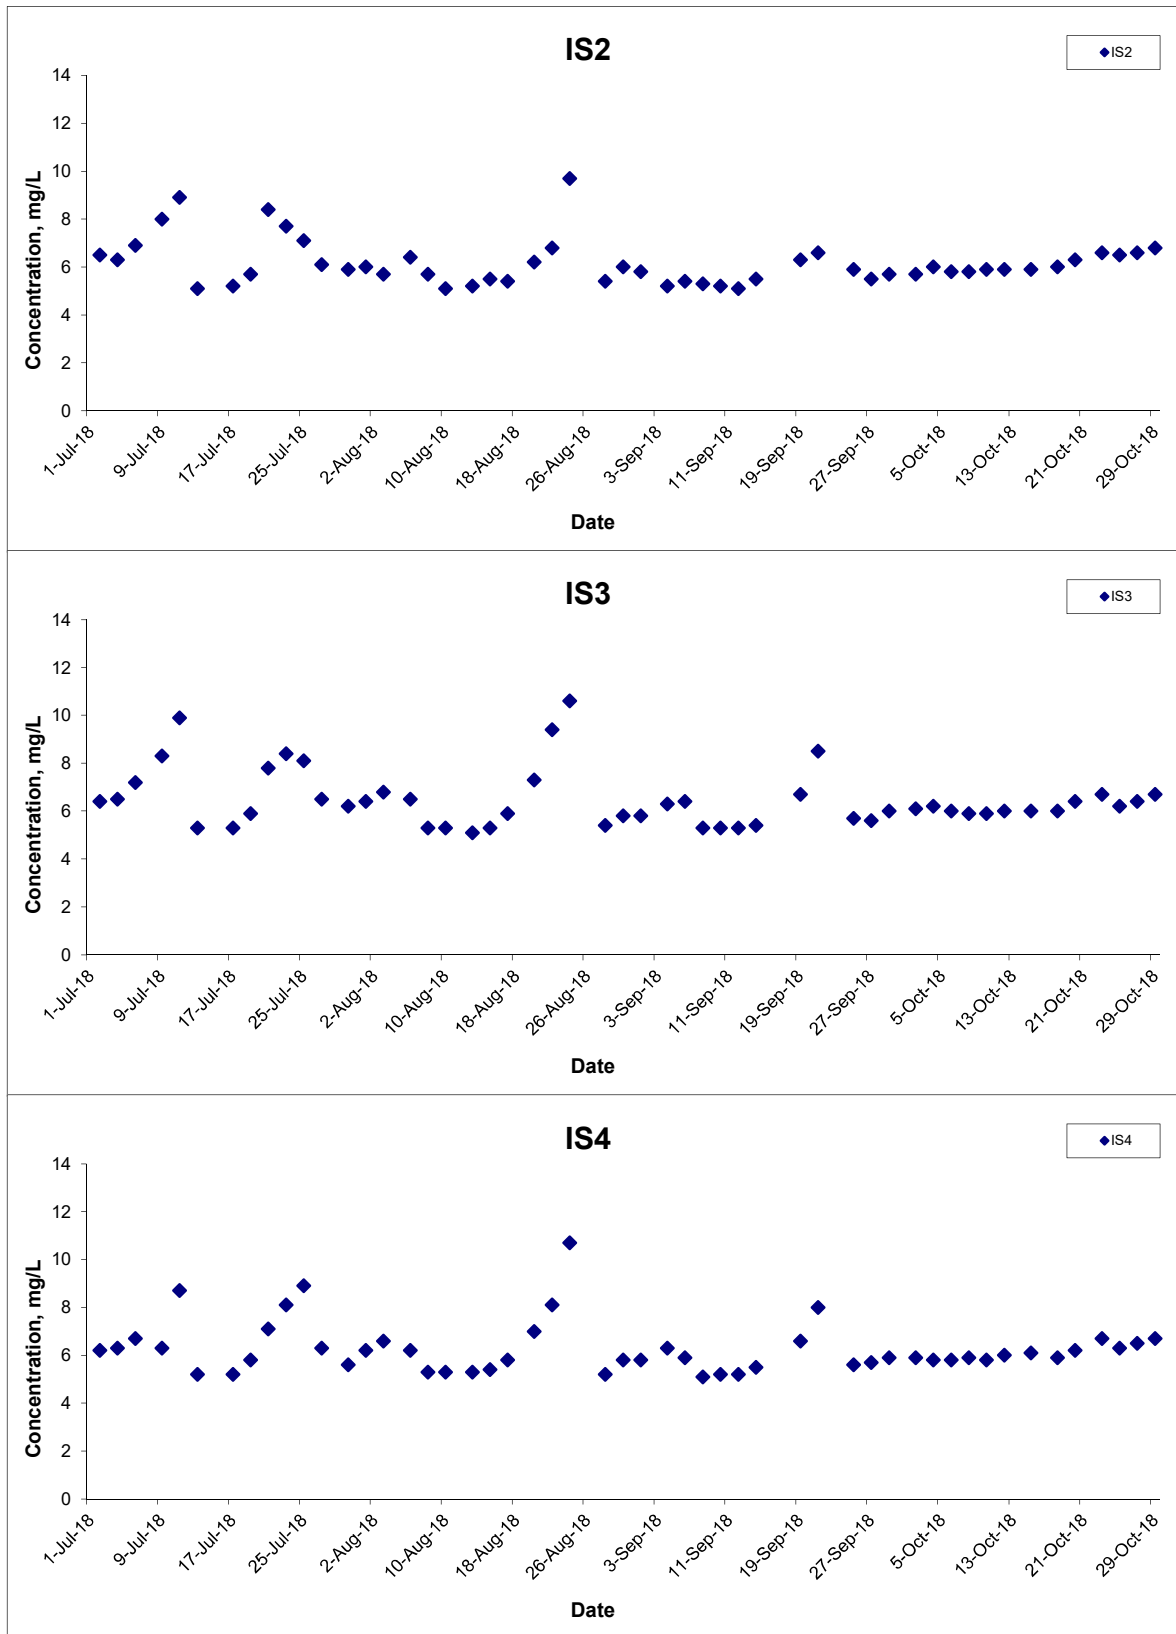 IS2
IS2
14
12
10
8
6
4
2
0
Concentration, mg/L
1-Jul-18 9-Jul-18 17-Jul-18 25-Jul-18 2-Aug-18 10-Aug-18 18-Aug-18 26-Aug-18 3-Sep-18 11-Sep-18 19-Sep-18 27-Sep-18 5-Oct-18 13-Oct-18 21-Oct-18 29-Oct-18
Date
IS3
IS3
14
12
10
8
6
4
2
0
Concentration, mg/L
1-Jul-18 9-Jul-18 17-Jul-18 25-Jul-18 2-Aug-18 10-Aug-18 18-Aug-18 26-Aug-18 3-Sep-18 11-Sep-18 19-Sep-18 27-Sep-18 5-Oct-18 13-Oct-18 21-Oct-18 29-Oct-18
Date
IS4
IS4
14
12
10
8
6
4
2
0
Concentration, mg/L
1-Jul-18 9-Jul-18 17-Jul-18 25-Jul-18 2-Aug-18 10-Aug-18 18-Aug-18 26-Aug-18 3-Sep-18 11-Sep-18 19-Sep-18 27-Sep-18 5-Oct-18 13-Oct-18 21-Oct-18 29-Oct-18
Date